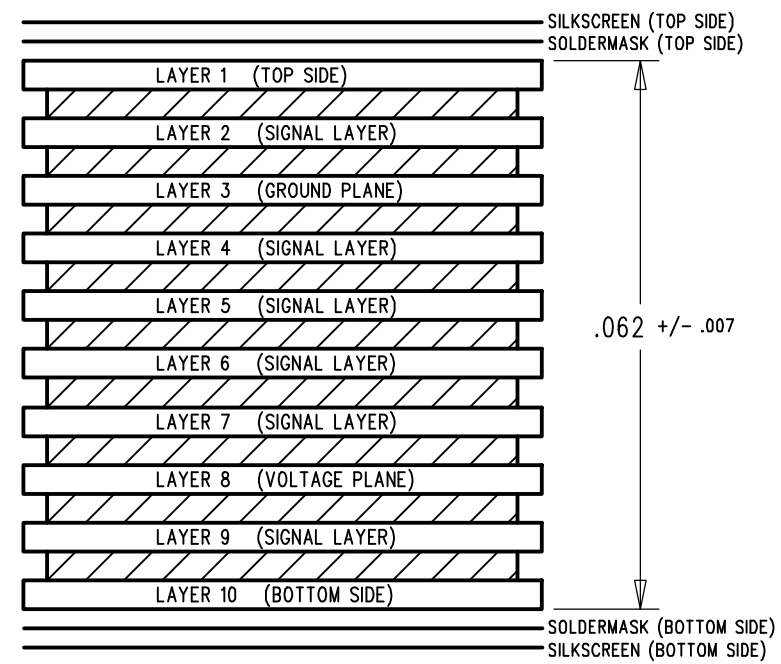 SILKSCREEN (TOP SIDE)
SOLDERMASK (TOP SIDE)
LAYER 1 (TOP SIDE)
LAYER 2 (SIGNAL LAYER)
LAYER 3 (GROUND PLANE)
LAYER 4 (SIGNAL LAYER)
LAYER 5 (SIGNAL LAYER)
.062 +/- .007
LAYER 6 (SIGNAL LAYER)
LAYER 7 (SIGNAL LAYER)
LAYER 8 (VOLTAGE PLANE)
LAYER 9 (SIGNAL LAYER)
LAYER 10 (BOTTOM SIDE)
SOLDERMASK (BOTTOM SIDE)
SILKSCREEN (BOTTOM SIDE)